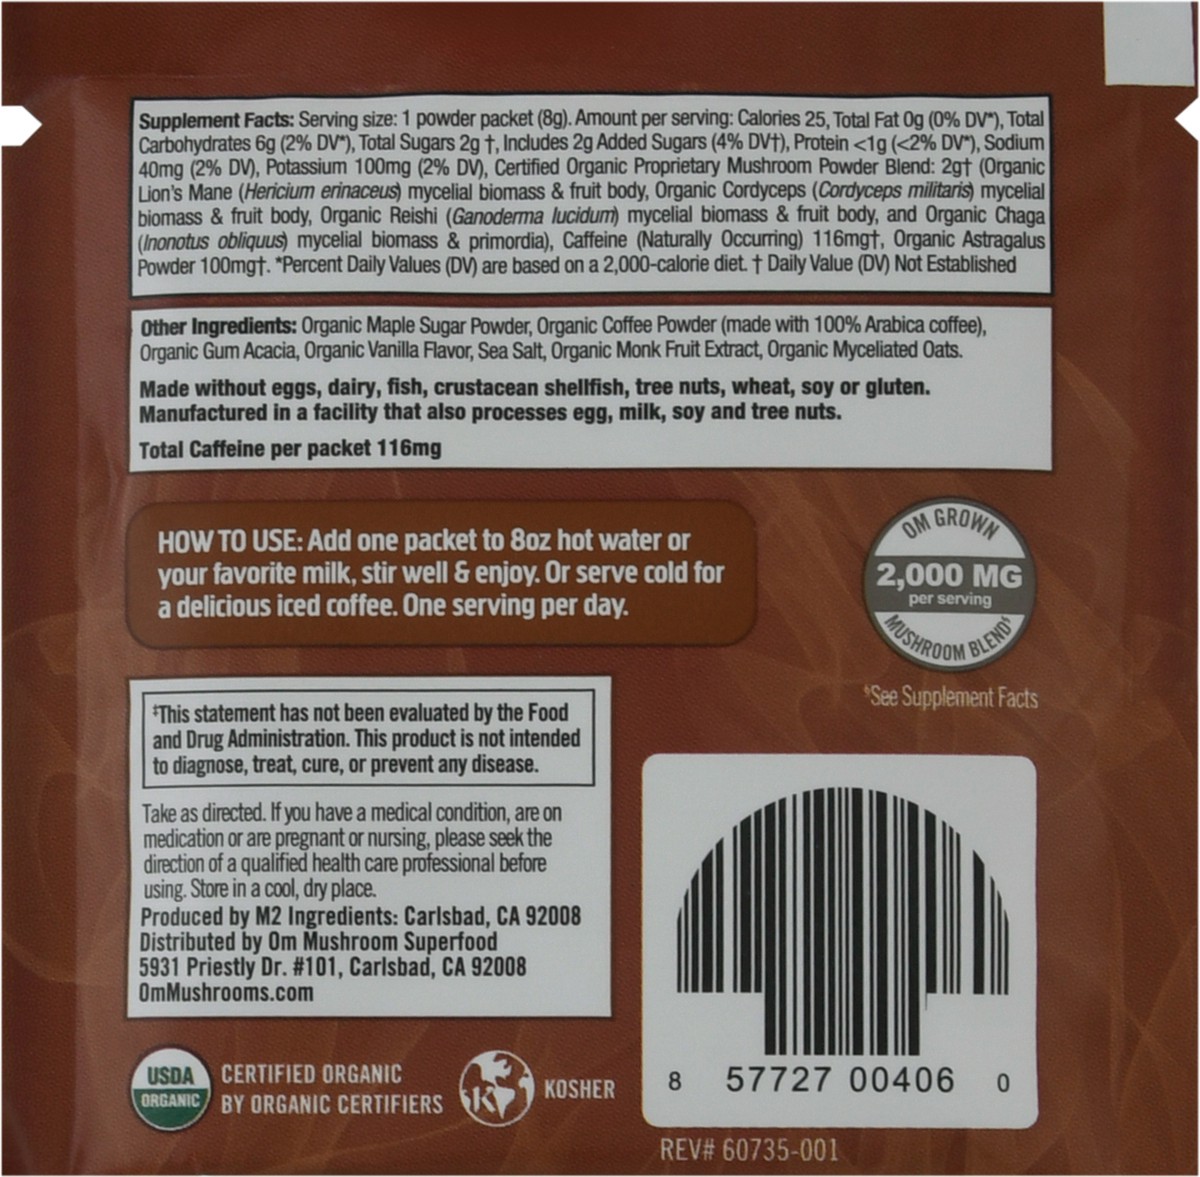 Supplement Facts: Serving size: 1 powder packet (8g). Amount per serving: Calories 25, Total Fat 0g (0% DV*), Total
Carbohydrates 6g (2% DV*), Total Sugars 2g †, Includes 2g Added Sugars (4% DV†), Protein <1g (<2% DV*), Sodium
40mg (2% DV), Potassium 100mg (2% DV), Certified Organic Proprietary Mushroom Powder Blend: 2g† (Organic
Lion's Mane (Hericium erinaceus) mycelial biomass & fruit body, Organic Cordyceps (Cordyceps militaris) mycelial
biomass & fruit body, Organic Reishi (Ganoderma lucidum) mycelial biomass & fruit body, and Organic Chaga
(Inonotus obliquus) mycelial biomass & primordia), Caffeine (Naturally Occurring) 116mg†, Organic Astragalus
Powder 100mg†. *Percent Daily Values (DV) are based on a 2,000-calorie diet. † Daily Value (DV) Not Established
Other Ingredients: Organic Maple Sugar Powder, Organic Coffee Powder (made with 100% Arabica coffee),
Organic Gum Acacia, Organic Vanilla Flavor, Sea Salt, Organic Monk Fruit Extract, Organic Myceliated Oats.
Made without eggs, dairy, fish, crustacean shellfish, tree nuts, wheat, soy or gluten.
Manufactured in a facility that also processes egg, milk, soy and tree nuts.
Total Caffeine per packet 116mg
HOW TO USE: Add one packet to 8oz hot water or
your favorite milk, stir well & enjoy. Or serve cold for
a delicious iced coffee. One serving per day.
OM GROWN
2,000 MG
per serving
MUSHROOM BLEND§
§See Supplement Facts
‡This statement has not been evaluated by the Food
and Drug Administration. This product is not intended
to diagnose, treat, cure, or prevent any disease.
Take as directed. If you have a medical condition, are on
medication or are pregnant or nursing, please seek the
direction of a qualified health care professional before
using. Store in a cool, dry place.
Produced by M2 Ingredients: Carlsbad, CA 92008
Distributed by Om Mushroom Superfood
5931 Priestly Dr. #101, Carlsbad, CA 92008
OmMushrooms.com
USDA
ORGANIC
CERTIFIED ORGANIC
BY ORGANIC CERTIFIERS
K
KOSHER
8 57727 00406 0
REV# 60735-001